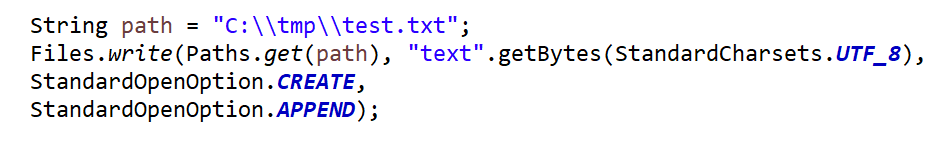 String path = "C:\\tmp\\test.txt";
Files.write(Paths.get(path), "text".getBytes(StandardCharsets.UTF_8),
StandardOpenOption.CREATE,
StandardOpenOption.APPEND);